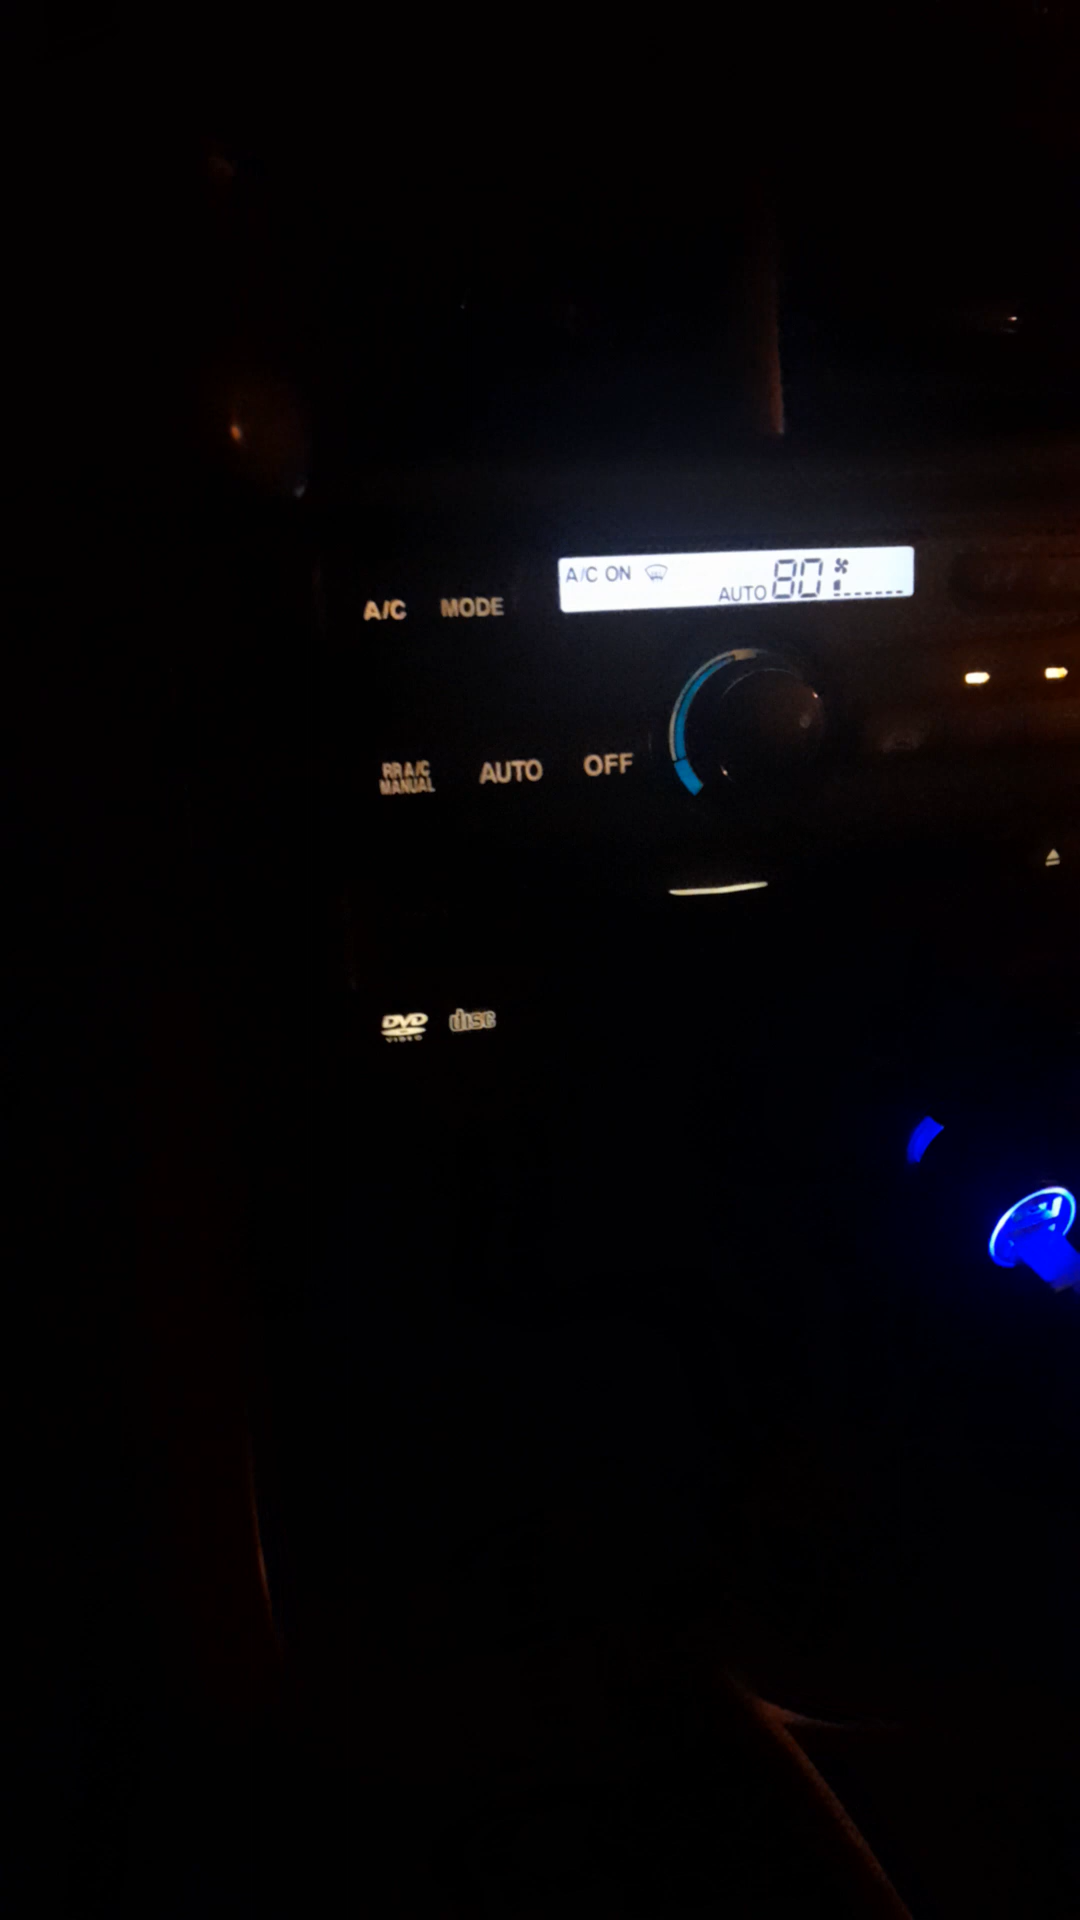 A/C ON
AUTO 80
A/C MODE
RR A/C
MANUAL
AUTO OFF
DVD
VIDEO
disc